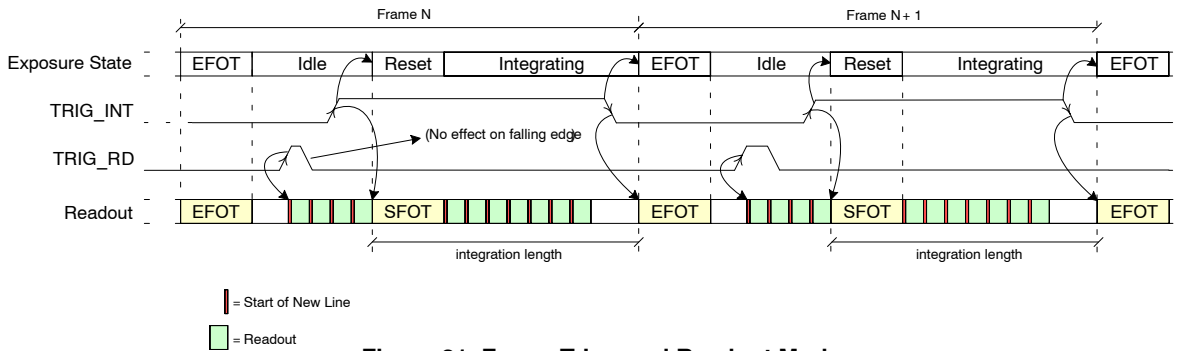 Frame N Frame N+ 1
Exposure State EFOT Idle Reset Integrating EFOT Idle Reset Integrating EFOT
TRIG_INT
(No effect on falling edge
TRIG_RD
Readout EFOT SFOT EFOT SFOT EFOT
integration length integration length
= Start of New Line
= Readout